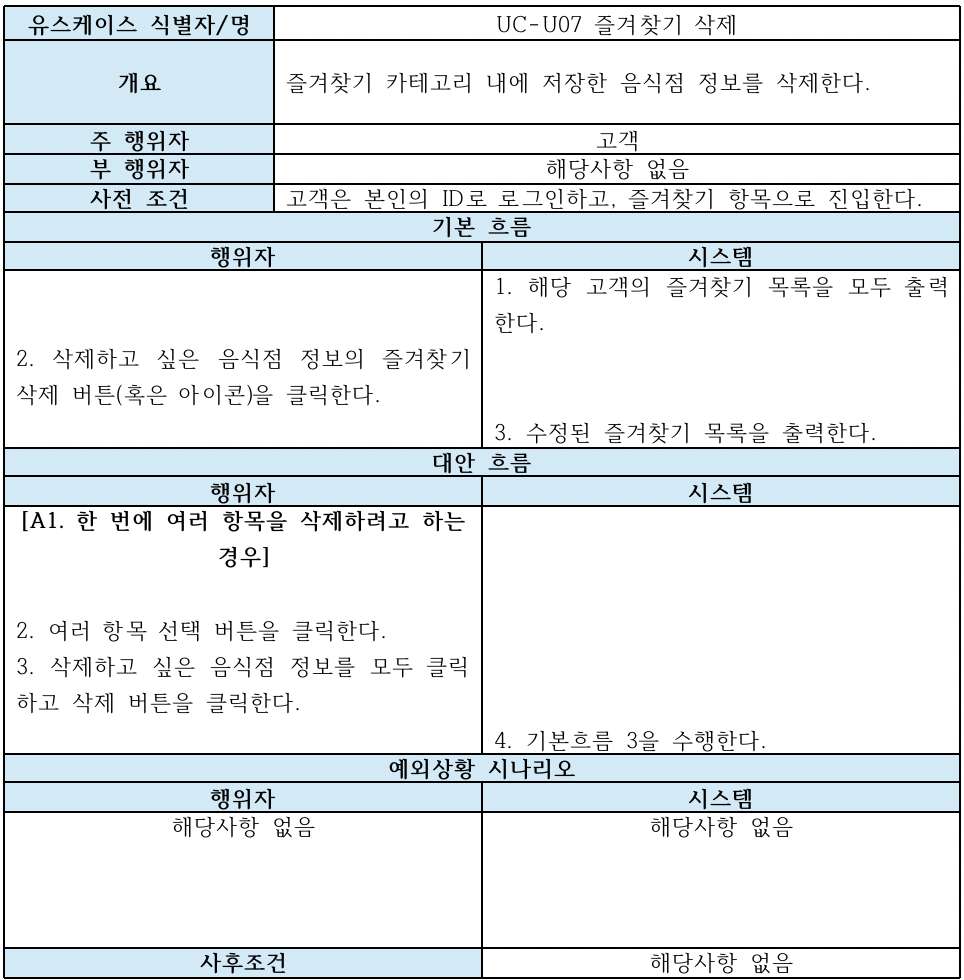 유스케이스 식별자/명 UC-U07 즐겨찾기 삭제
개요 즐겨찾기 카테고리 내에 저장한 음식점 정보를 삭제한다.
주 행위자 고객
부 행위자 해당사항 없음
사전 조건 고객은 본인의 ID로 로그인하고, 즐겨찾기 항목으로 진입한다.
기본 흐름
행위자 시스템
1. 해당 고객의 즐겨찾기 목록을 모두 출력
한다.
2. 삭제하고 싶은 음식점 정보의 즐겨찾기
삭제 버튼(혹은 아이콘)을 클릭한다.
3. 수정된 즐겨찾기 목록을 출력한다.
대안 흐름
행위자 시스템
[A1. 한 번에 여러 항목을 삭제하려고 하는
경우]
2. 여러 항목 선택 버튼을 클릭한다.
3. 삭제하고 싶은 음식점 정보를 모두 클릭
하고 삭제 버튼을 클릭한다.
4. 기본흐름 3을 수행한다.
예외상황 시나리오
행위자 시스템
해당사항 없음 해당사항 없음
사후조건 해당사항 없음